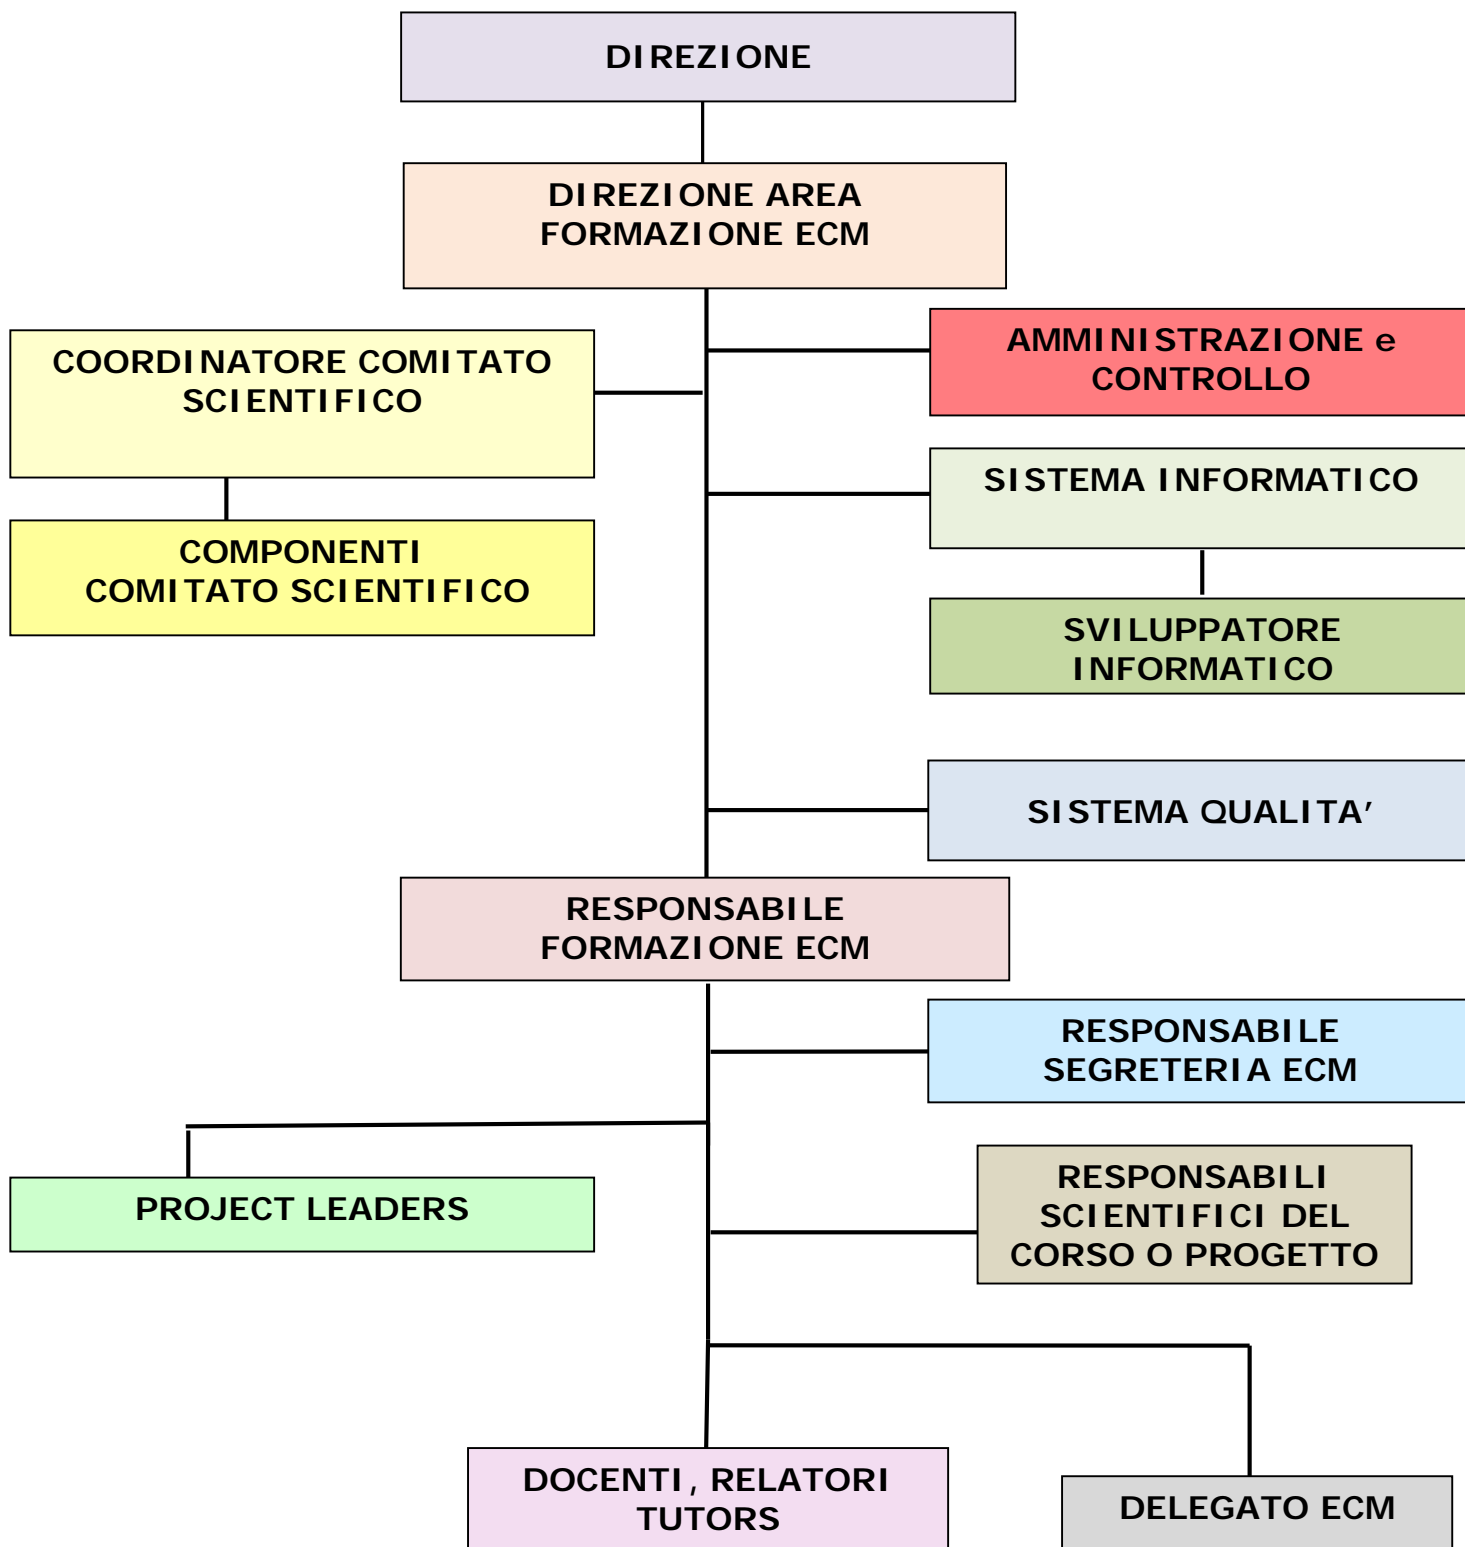 DIREZIONE
DIREZIONE AREA
FORMAZIONE ECM
COORDINATORE COMITATO
SCIENTIFICO
AMMINISTRAZIONE e
CONTROLLO
SISTEMA INFORMATICO
COMPONENTI
COMITATO SCIENTIFICO
SVILUPPATORE
INFORMATICO
SISTEMA QUALITA’
RESPONSABILE
FORMAZIONE ECM
RESPONSABILE
SEGRETERIA ECM
PROJECT LEADERS
RESPONSABILI
SCIENTIFICI DEL
CORSO O PROGETTO
DOCENTI, RELATORI
TUTORS
DELEGATO ECM